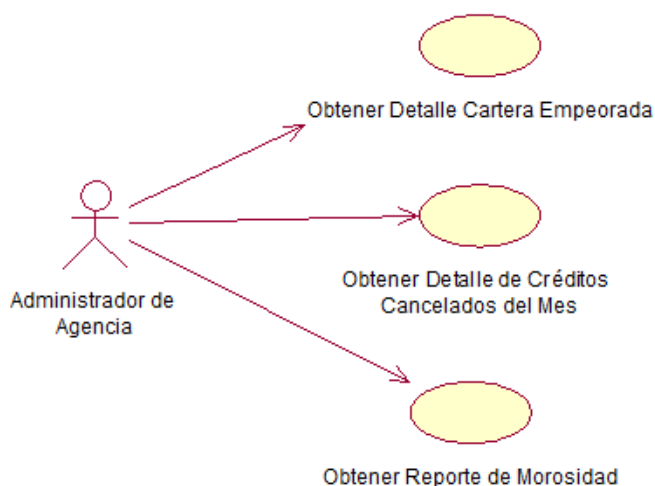 Obtener Detalle Cartera Empeorada
Administrador de
Agencia
Obtener Detalle de Créditos
Cancelados del Mes
Obtener Reporte de Morosidad